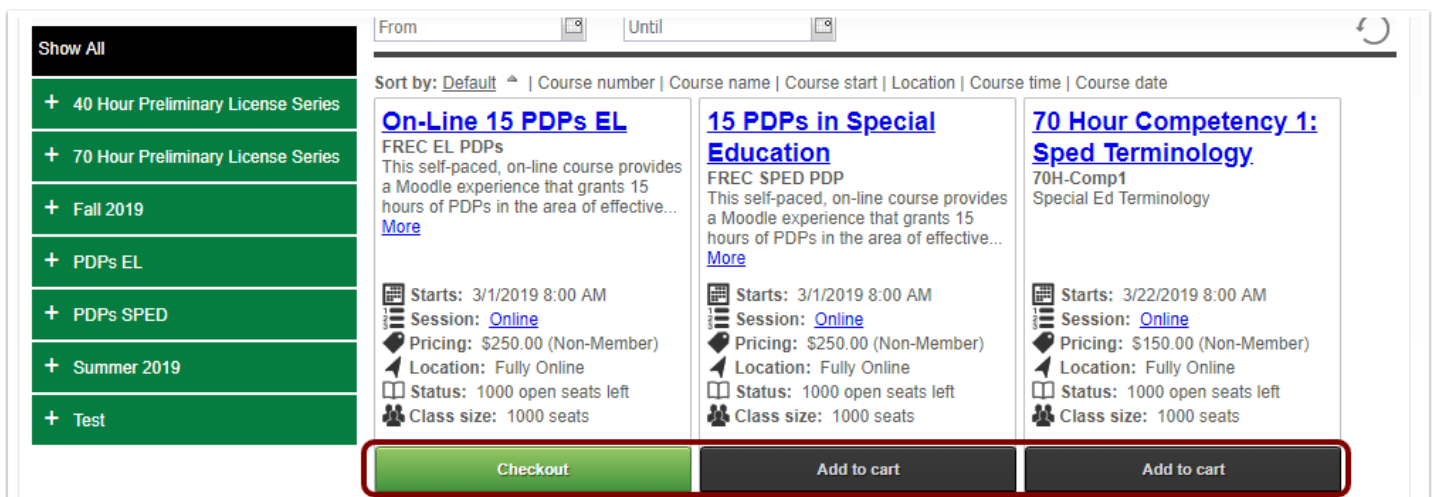 Show All
+ 40 Hour Preliminary License Series
+ 70 Hour Preliminary License Series
+ Fall 2019
+ PDPs EL
+ PDPs SPED
+ Summer 2019
+ Test
From
Until
Sort by: Default | Course number | Course name | Course start | Location | Course time | Course date
On-Line 15 PDPs EL
FREC EL PDPs
This self-paced, on-line course provides
a Moodle experience that grants 15
hours of PDPs in the area of effective...
More
Starts: 3/1/2019 8:00 AM
Session: Online
Pricing: $250.00 (Non-Member)
Location: Fully Online
Status: 1000 open seats left
Class size: 1000 seats
Checkout
15 PDPs in Special
Education
FREC SPED PDP
This self-paced, on-line course provides
a Moodle experience that grants 15
hours of PDPs in the area of effective...
More
Starts: 3/1/2019 8:00 AM
Session: Online
Pricing: $250.00 (Non-Member)
Location: Fully Online
Status: 1000 open seats left
Class size: 1000 seats
Add to cart
70 Hour Competency 1:
Sped Terminology
70H-Comp1
Special Ed Terminology
Starts: 3/22/2019 8:00 AM
Session: Online
Pricing: $150.00 (Non-Member)
Location: Fully Online
Status: 1000 open seats left
Class size: 1000 seats
Add to cart